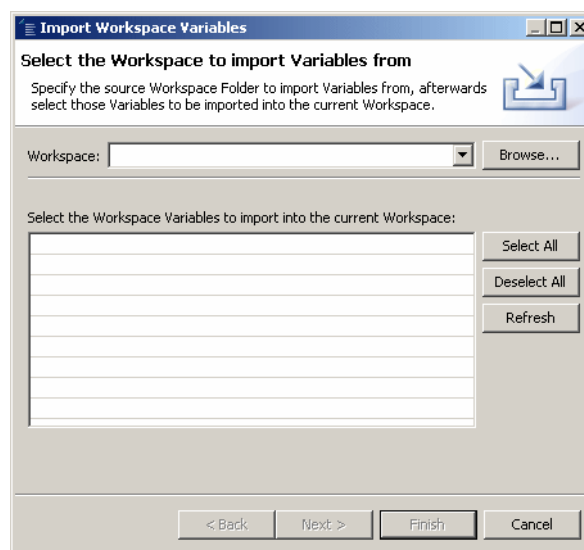 Import Workspace Variables
Select the Workspace to import Variables from
Specify the source Workspace Folder to import Variables from, afterwards
select those Variables to be imported into the current Workspace.
Workspace:
Browse...
Select the Workspace Variables to import into the current Workspace:
Select All
Deselect All
Refresh
< Back
Next >
Finish
Cancel